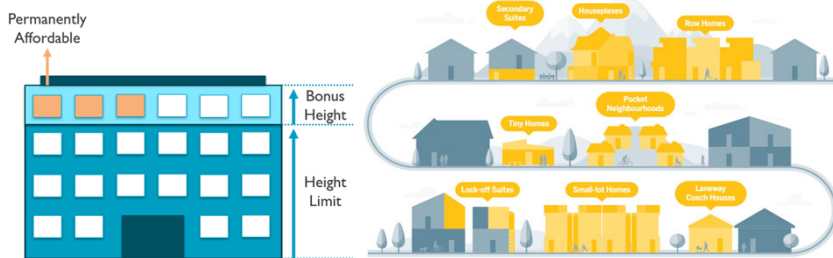 Permanently
Affordable
Bonus
Height
Height
Limit
Secondary
Suites
Houseplexes
Row Homes
Tiny Homes
Pocket
Neighbourhoods
Lock-off Suites
Small-lot Homes
Laneway
Coach Houses